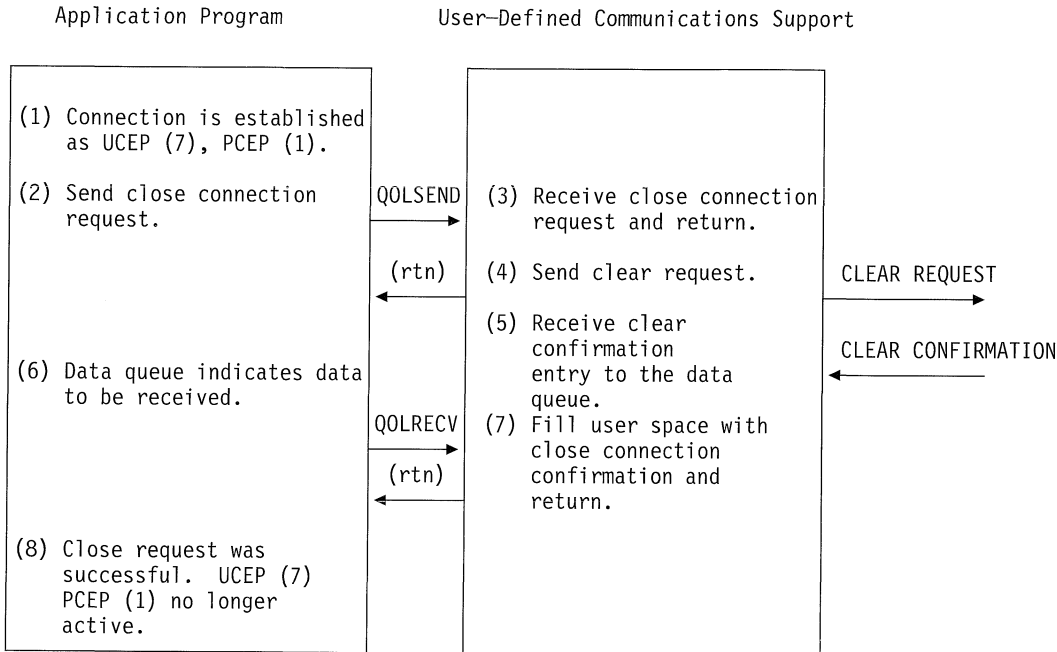 Application Program
User–Defined Communications Support
(1) Connection is established
as UCEP (7), PCEP (1).
(2) Send close connection
request.
QOLSEND
(3) Receive close connection
request and return.
(rtn)
(4) Send clear request.
CLEAR REQUEST
(5) Receive clear
confirmation
entry to the data
queue.
CLEAR CONFIRMATION
(6) Data queue indicates data
to be received.
QOLRECV
(7) Fill user space with
close connection
confirmation and
return.
(rtn)
(8) Close request was
successful. UCEP (7)
PCEP (1) no longer
active.